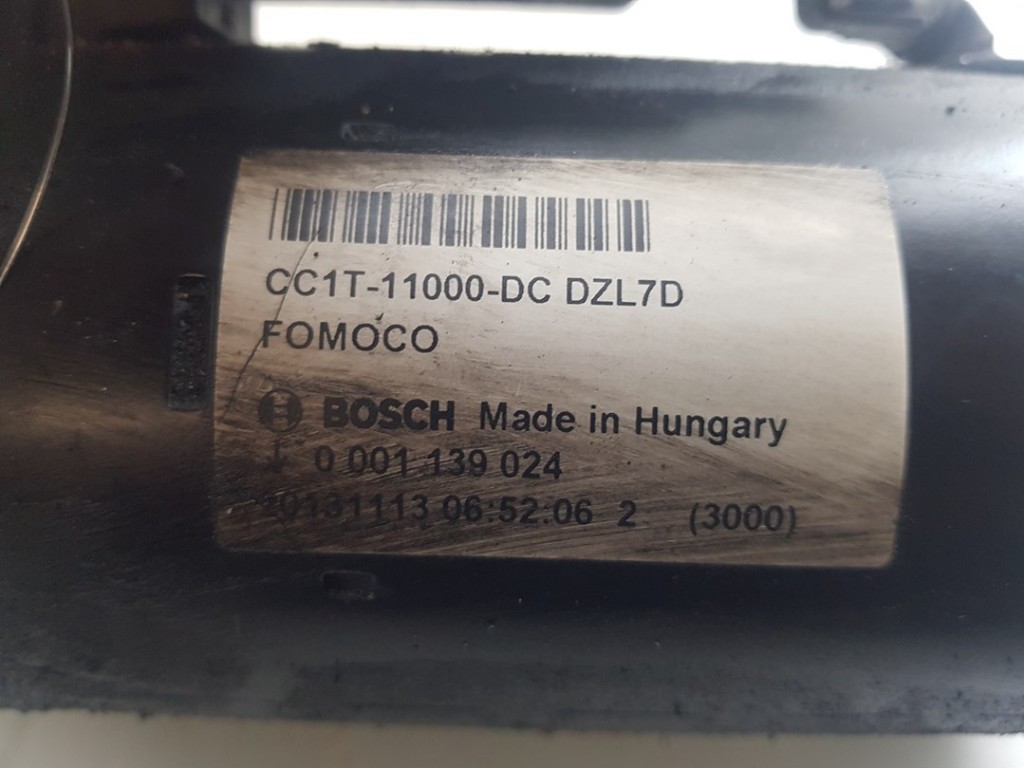 CC1T-11000-DC DZL7D
FOMOCO
BOSCH Made in Hungary
0 001 139 024
20131113 06:52:06 2 (3000)